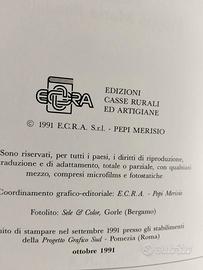 ECRA
EDIZIONI
CASSE RURALI
ED ARTIGIANE
© 1991 E.C.R.A. S.r.l. - PEPI MERISIO
Sono riservati, per tutti i paesi, i diritti di riproduzione,
traduzione e di adattamento, totale o parziale, con qualsiasi
mezzo, compresi microfilms e fotostatiche
Coordinamento grafico-editoriale: E.C.R.A. - Pepi Merisio
Fotolito: Sele & Color, Gorle (Bergamo)
ito di stampare nel settembre 1991 presso gli stabilimenti
della Progetto Grafico Sud - Pomezia (Roma)
ottobre 1991
subito